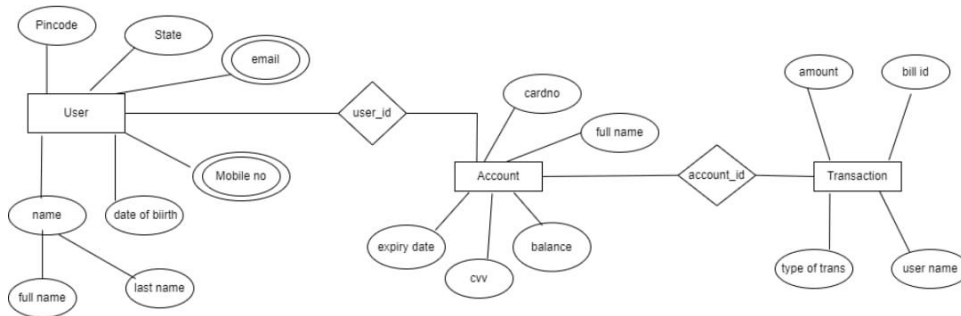 Pincode
State
email
User
user_id
Mobile no
name
date of biirth
full name
last name
cardno
full name
Account
expiry date
cvv
balance
account_id
amount
bill id
Transaction
type of trans
user name